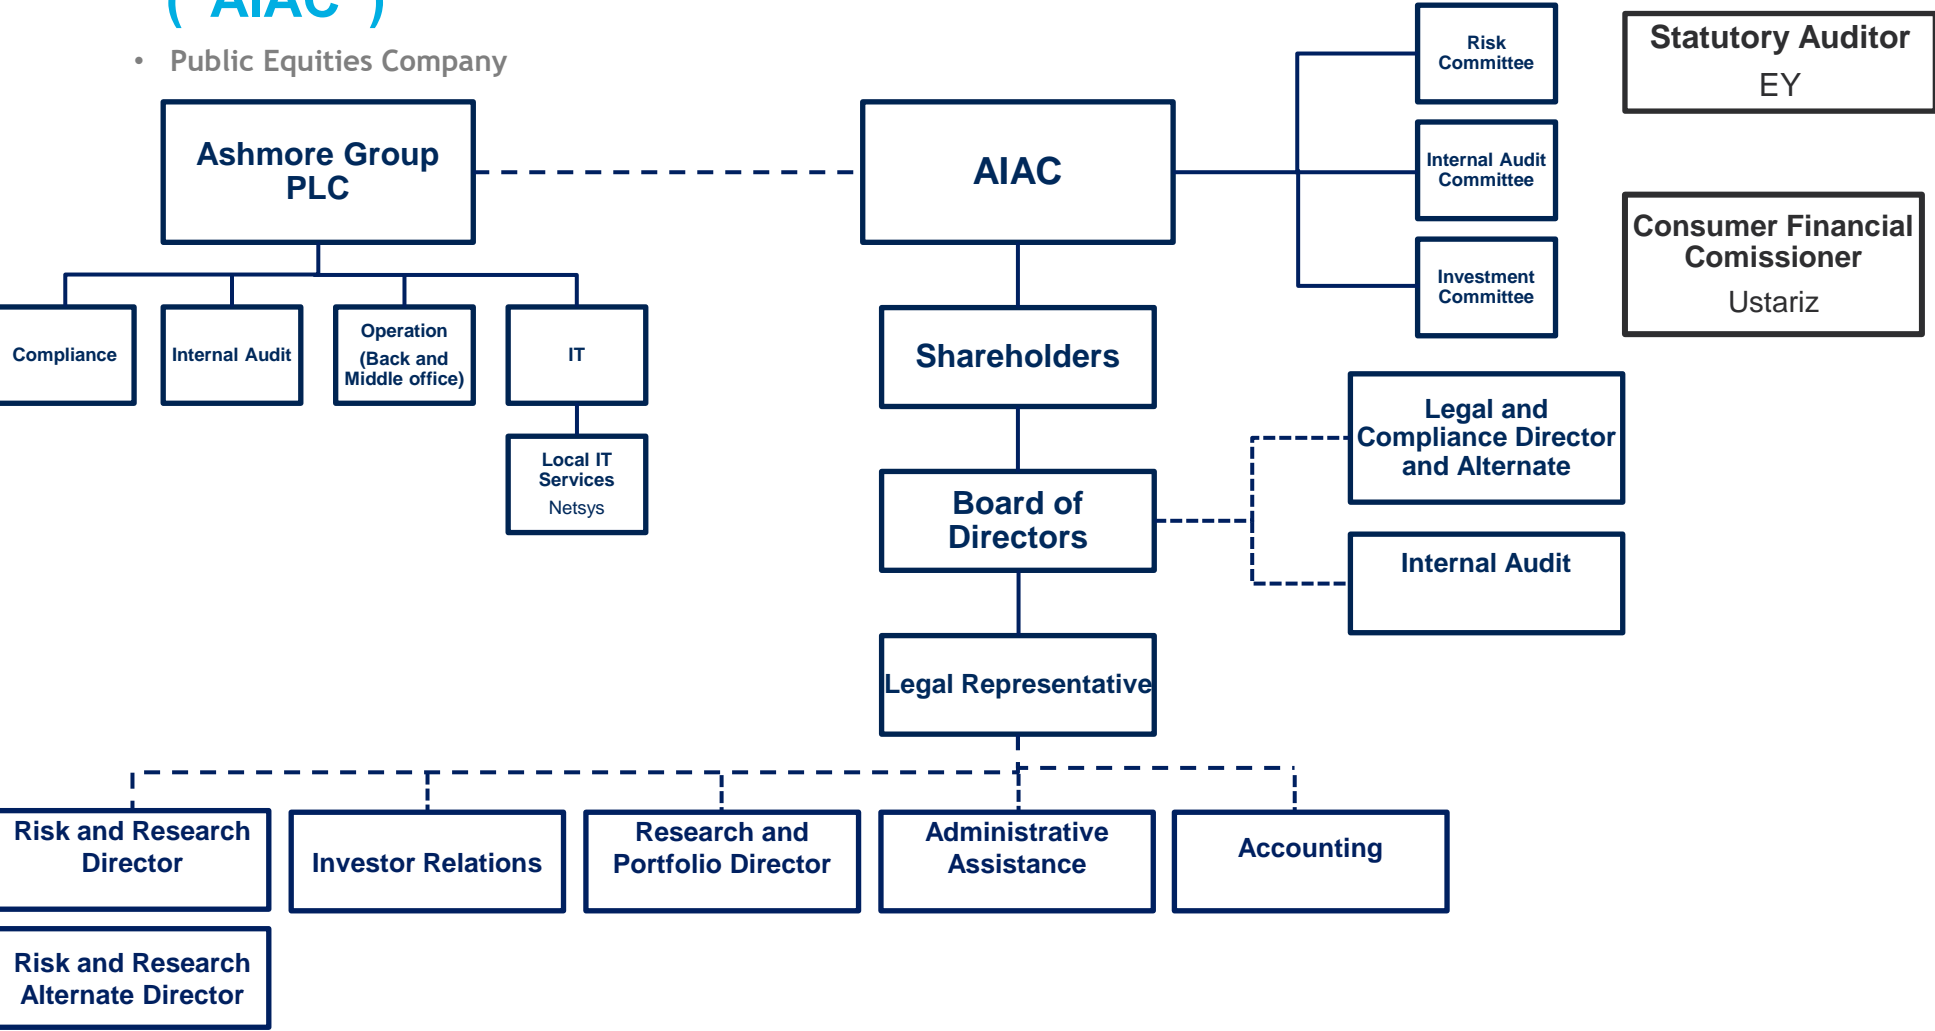 ("AIAC")
• Public Equities Company
Risk
Committee
Statutory Auditor
EY
Ashmore Group
PLC
AIAC
Internal Audit
Committee
Consumer Financial
Comissioner
Ustariz
Investment
Committee
Compliance
Internal Audit
Operation
(Back and
Middle office)
IT
Shareholders
Local IT
Services
Netsys
Legal and
Compliance Director
and Alternate
Board of
Directors
Internal Audit
Legal Representative
Risk and Research
Director
Investor Relations
Research and
Portfolio Director
Administrative
Assistance
Accounting
Risk and Research
Alternate Director